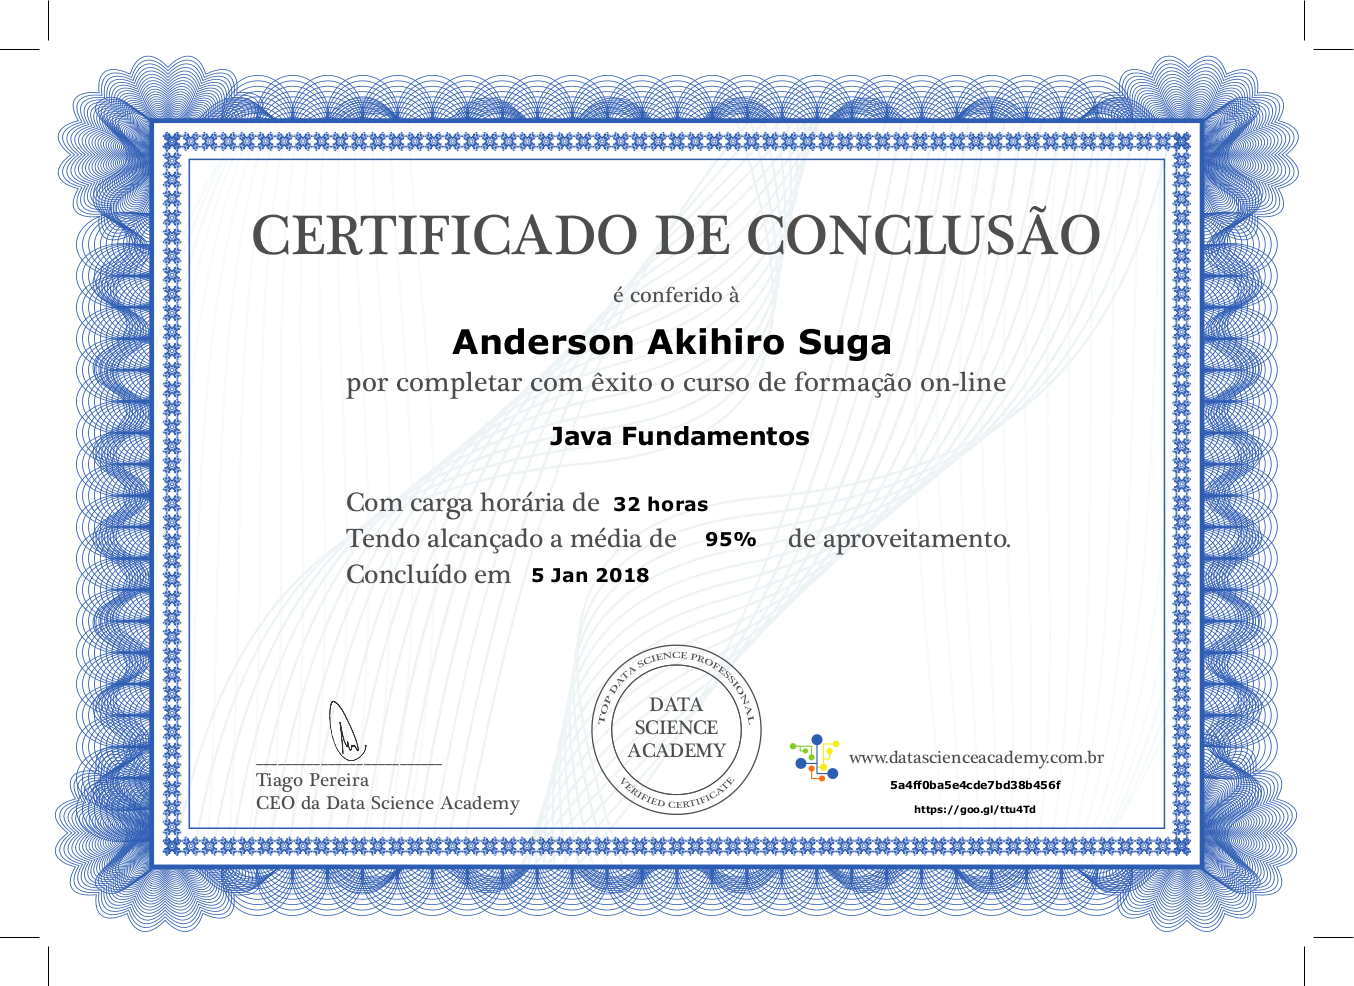 CERTIFICADO DE CONCLUSÃO
é conferido à
Anderson Akihiro Suga
por completar com êxito o curso de formação on-line
Java Fundamentos
Com carga horária de 32 horas
Tendo alcançado a média de 95% de aproveitamento.
Concluído em 5 Jan 2018
TOP DATA SCIENCE PROFESSIONAL
DATA
SCIENCE
ACADEMY
VERIFIED CERTIFICATE
Tiago Pereira
CEO da Data Science Academy
www.datascienceacademy.com.br
5a4ff0ba5e4cde7bd38b456f
https://goo.gl/ttu4Td